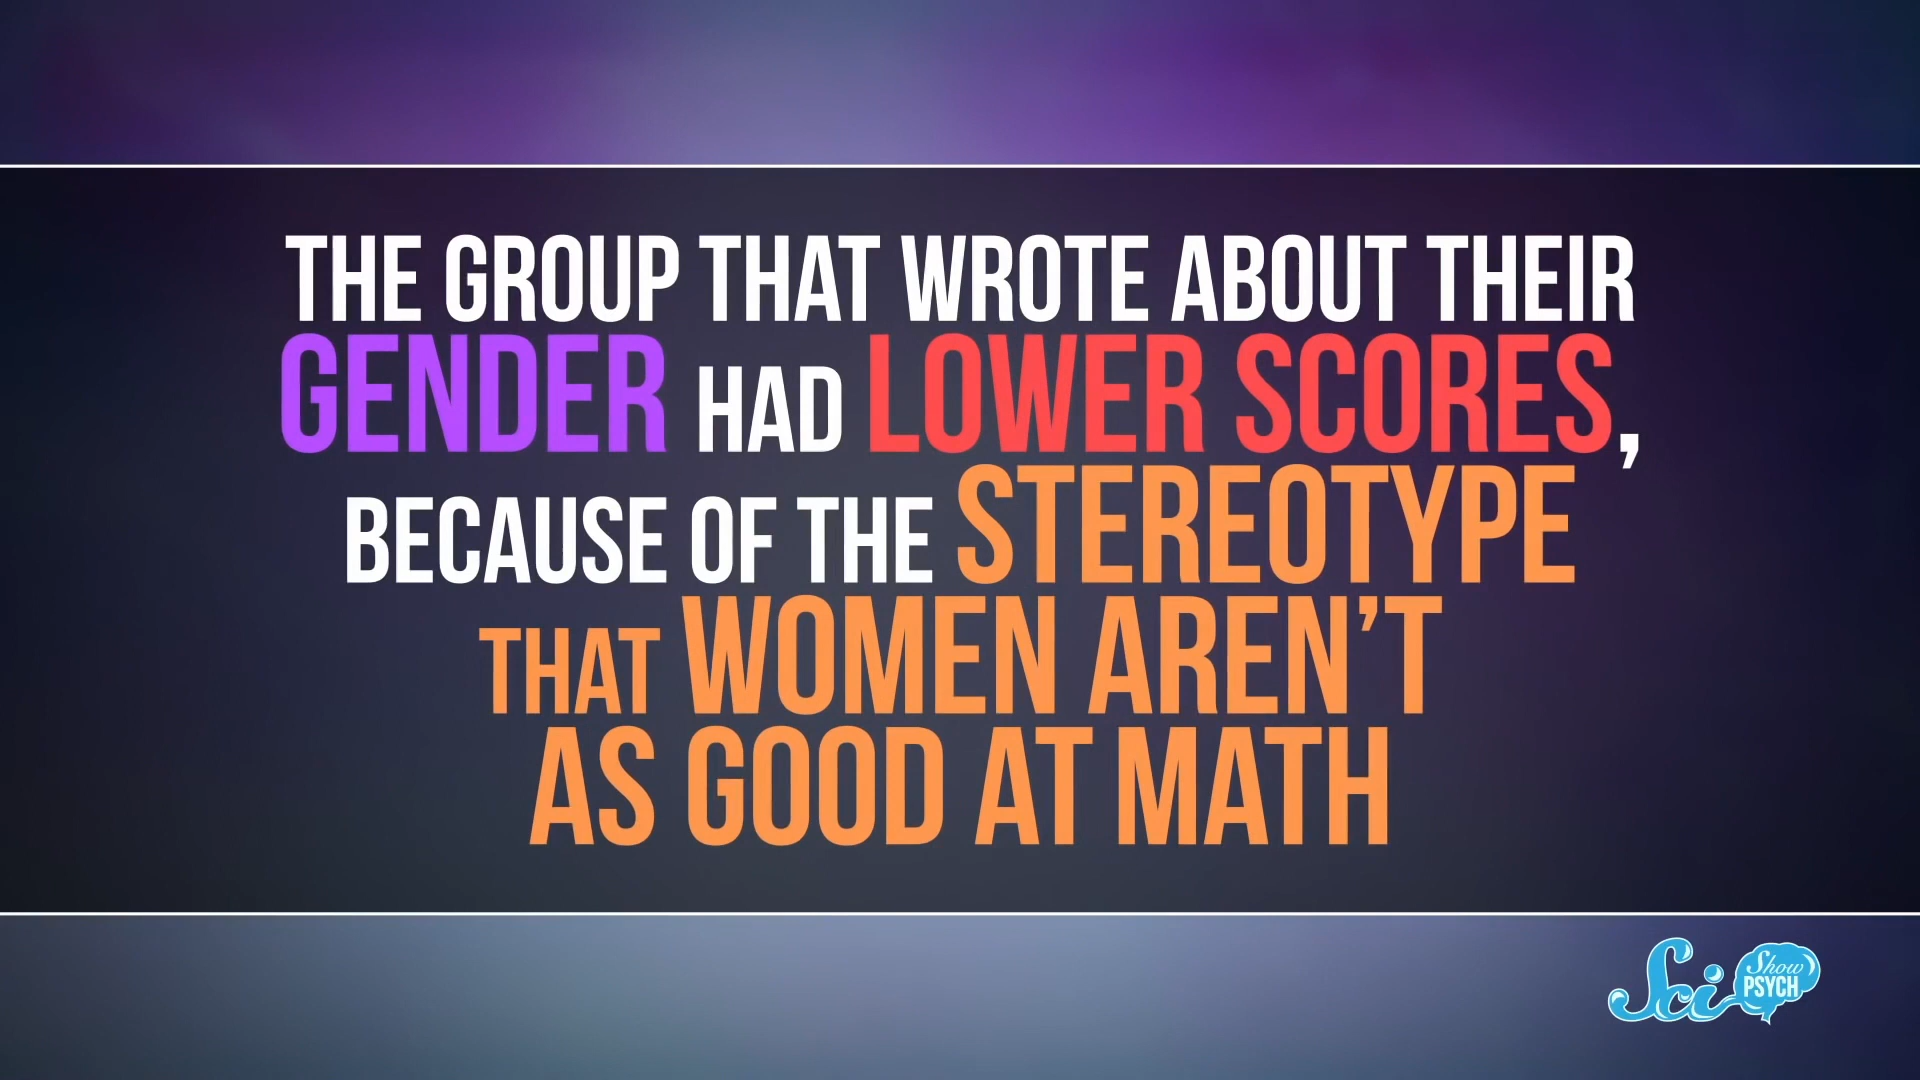 THE GROUP THAT WROTE ABOUT THEIR
GENDER HAD LOWER SCORES,
BECAUSE OF THE STEREOTYPE
THAT WOMEN AREN'T
AS GOOD AT MATH
Sci Show
PSYCH